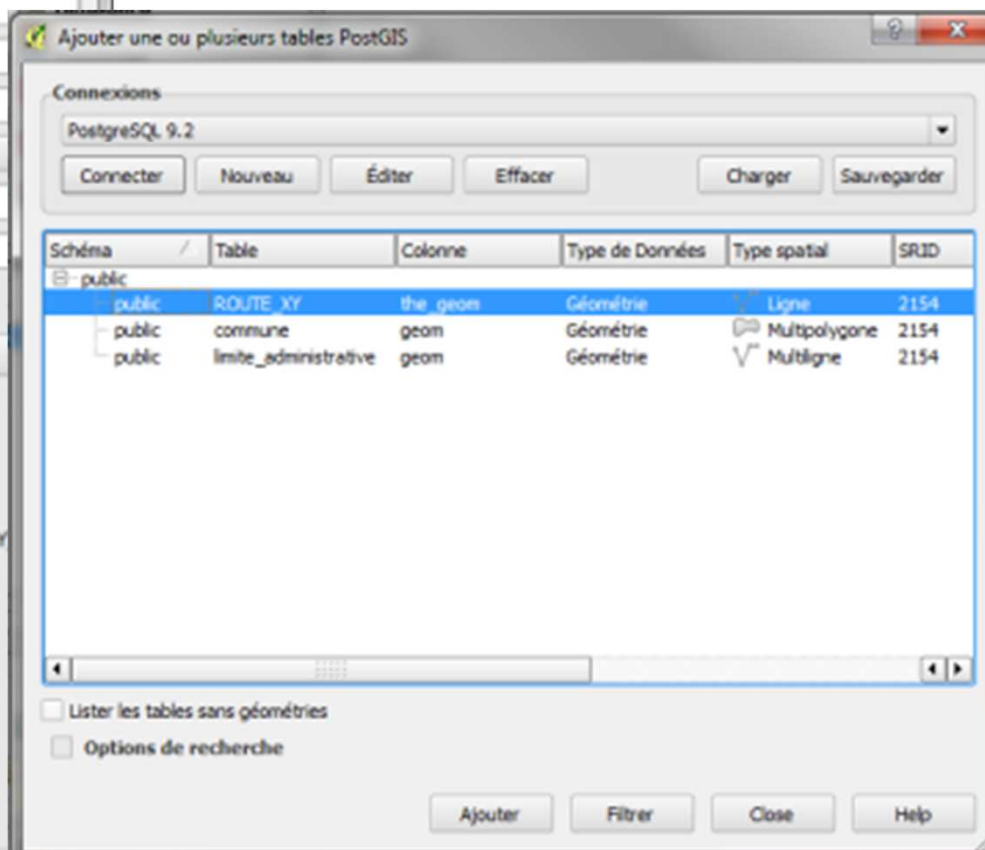 Ajouter une ou plusieurs tables PostGIS
Connexions
PostgreSQL 9.2
Connecter Nouveau Éditer Effacer Charger Sauvegarder
Schéma Table Colonne Type de Données Type spatial SRID
public
public ROUTE_XY the_geom Géométrie Ligne 2154
public commune geom Géométrie Multipolygone 2154
public limite_administrative geom Géométrie Multiligne 2154
Lister les tables sans géométries
Options de recherche
Ajouter Filtrer Close Help